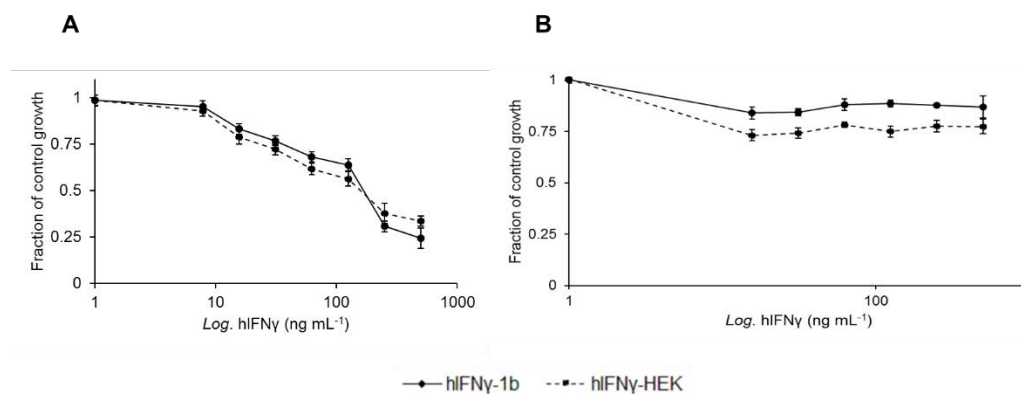 A
Fraction of control growth
1
0.75
0.5
0.25
0
1
10
100
1000
Log. hIFNγ (ng mL-1)
B
Fraction of control growth
1
0.75
0.5
0.25
0
1
100
Log. hIFNγ (ng mL-1)
hIFNγ-1b
hIFNγ-HEK